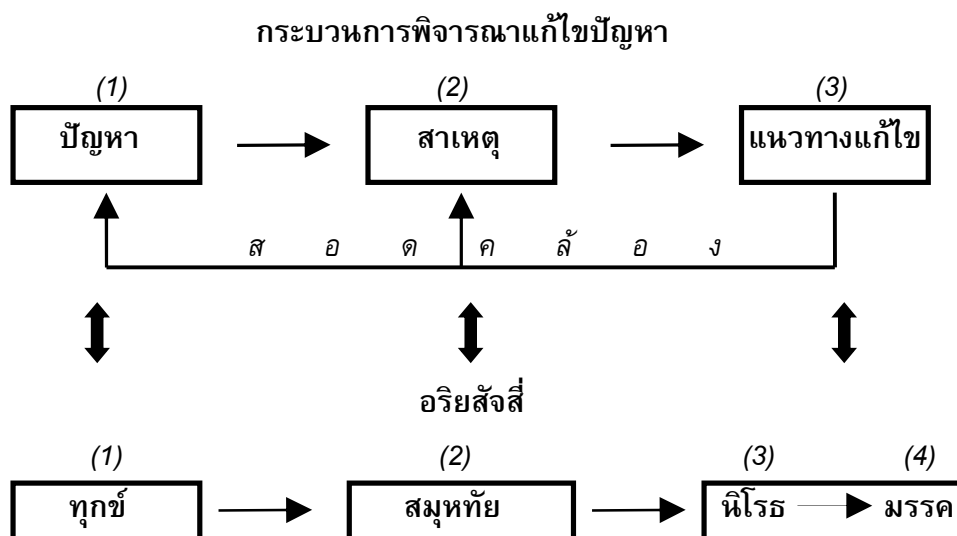 กระบวนการพิจารณาแก้ไขปัญหา
(1) (2) (3)
ปัญหา สาเหตุ แนวทางแก้ไข
ส อ ด ค ล้ อ ง
อริยสัจสี่
(1) (2) (3) (4)
ทุกข์ สมุหทัย นิโรธ มรรค